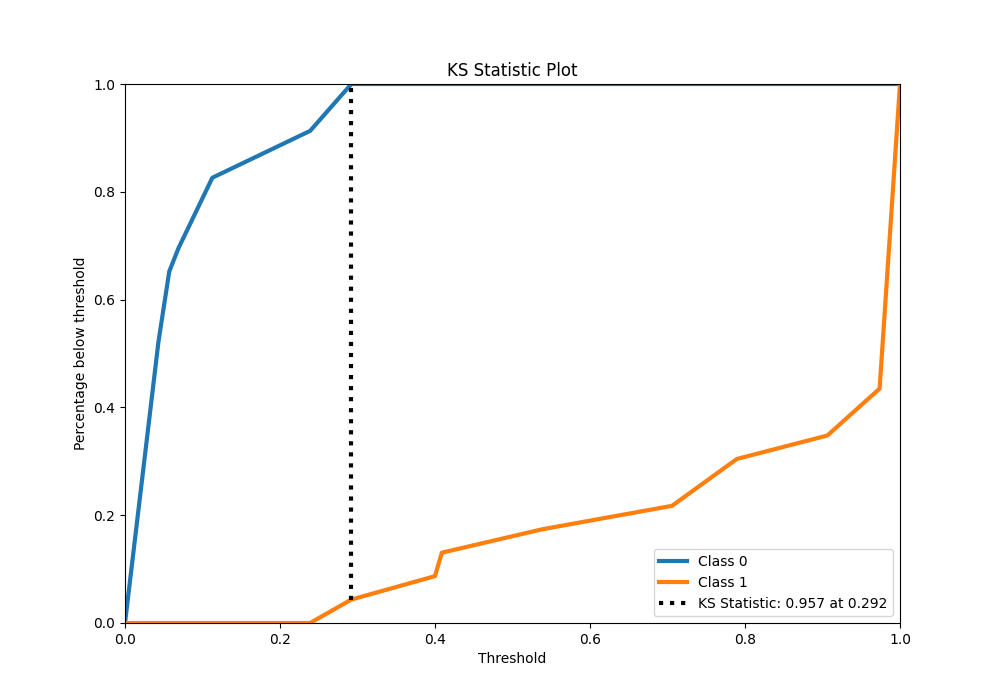 KS Statistic Plot
Percentage below threshold
1.0
0.8
0.6
0.4
0.2
0.0
0.0 0.2 0.4 0.6 0.8 1.0
Threshold
Class 0
Class 1
KS Statistic: 0.957 at 0.292